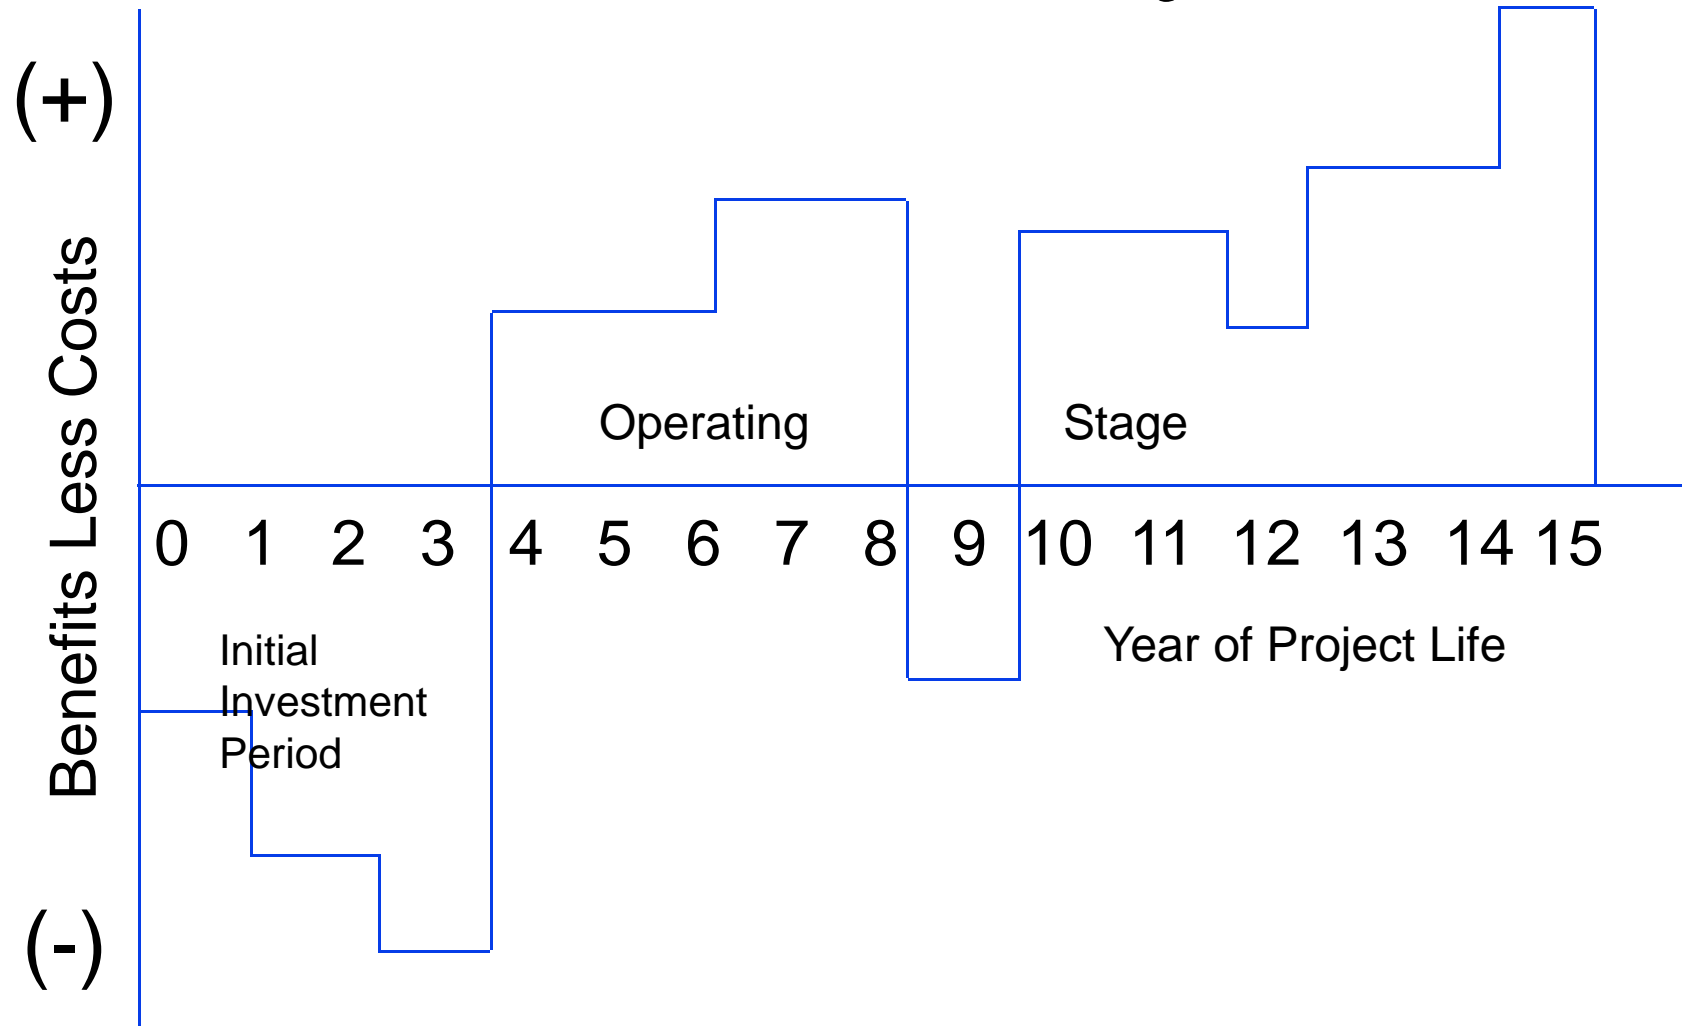 (+)
Benefits Less Costs
Operating Stage
0 1 2 3 4 5 6 7 8 9 10 11 12 13 14 15
Initial
Investment
Period
Year of Project Life
(-)